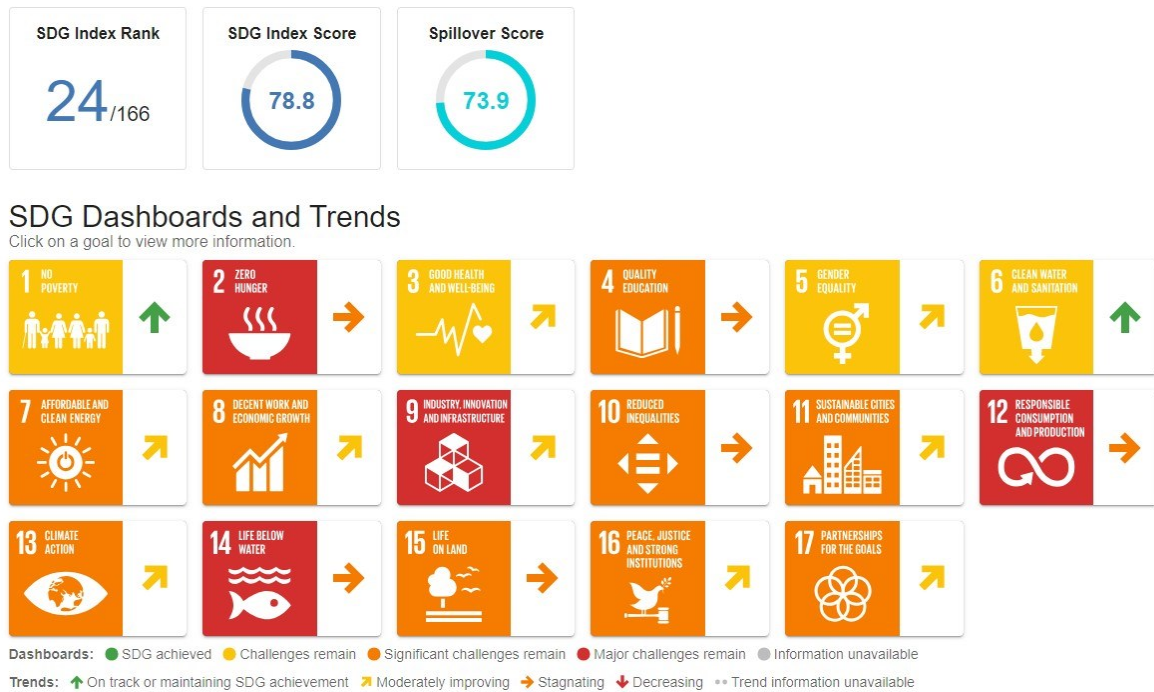 SDG Index Rank
24/166
SDG Index Score
78.8
Spillover Score
73.9
SDG Dashboards and Trends
Click on a goal to view more information.
1 NO
POVERTY
2 ZERO
HUNGER
3 GOOD HEALTH
AND WELL-BEING
4 QUALITY
EDUCATION
5 GENDER
EQUALITY
6 CLEAN WATER
AND SANITATION
7 AFFORDABLE AND
CLEAN ENERGY
8 DECENT WORK AND
ECONOMIC GROWTH
9 INDUSTRY, INNOVATION
AND INFRASTRUCTURE
10 REDUCED
INEQUALITIES
11 SUSTAINABLE CITIES
AND COMMUNITIES
12 RESPONSIBLE
CONSUMPTION
AND PRODUCTION
13 CLIMATE
ACTION
14 LIFE BELOW
WATER
15 LIFE
ON LAND
16 PEACE, JUSTICE
AND STRONG
INSTITUTIONS
17 PARTNERSHIPS
FOR THE GOALS
Dashboards: SDG achieved Challenges remain Significant challenges remain Major challenges remain Information unavailable
Trends: On track or maintaining SDG achievement Moderately improving Stagnating Decreasing Trend information unavailable